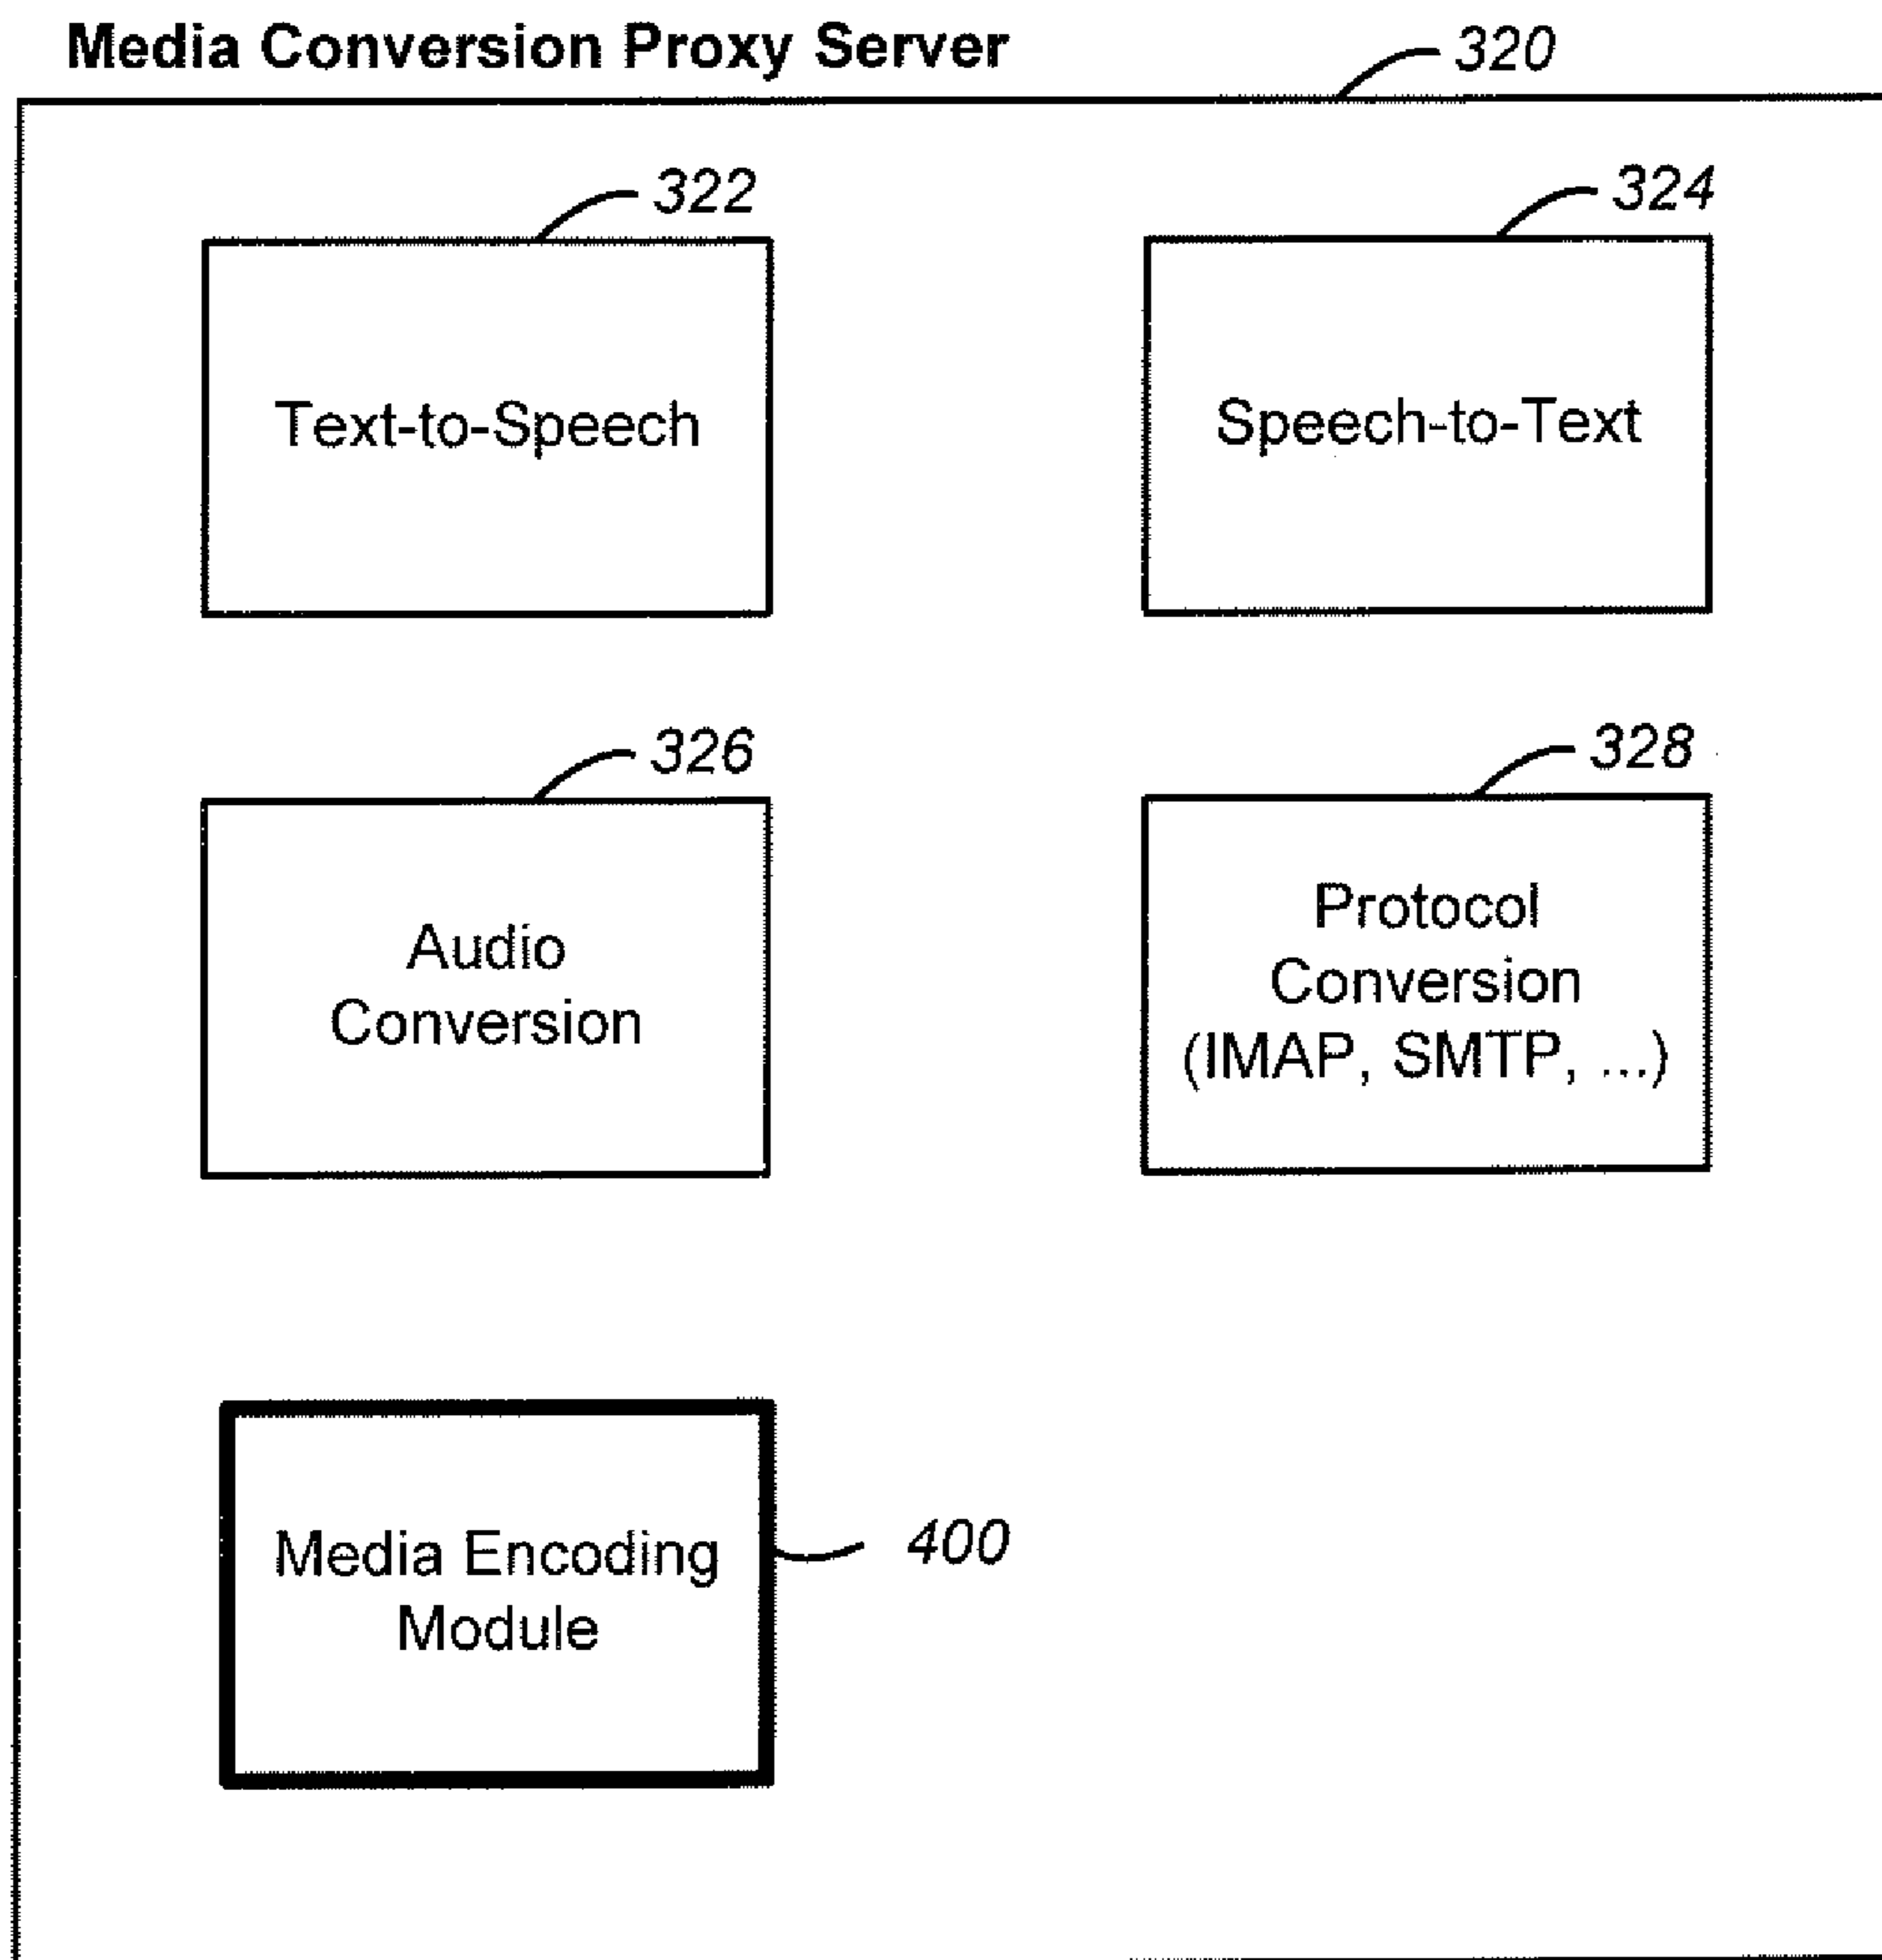 Media Conversion Proxy Server
320
322
324
Text-to-Speech
Speech-to-Text
326
328
Audio
Conversion
Protocol
Conversion
(IMAP, SMTP, ...)
Media Encoding
Module
400